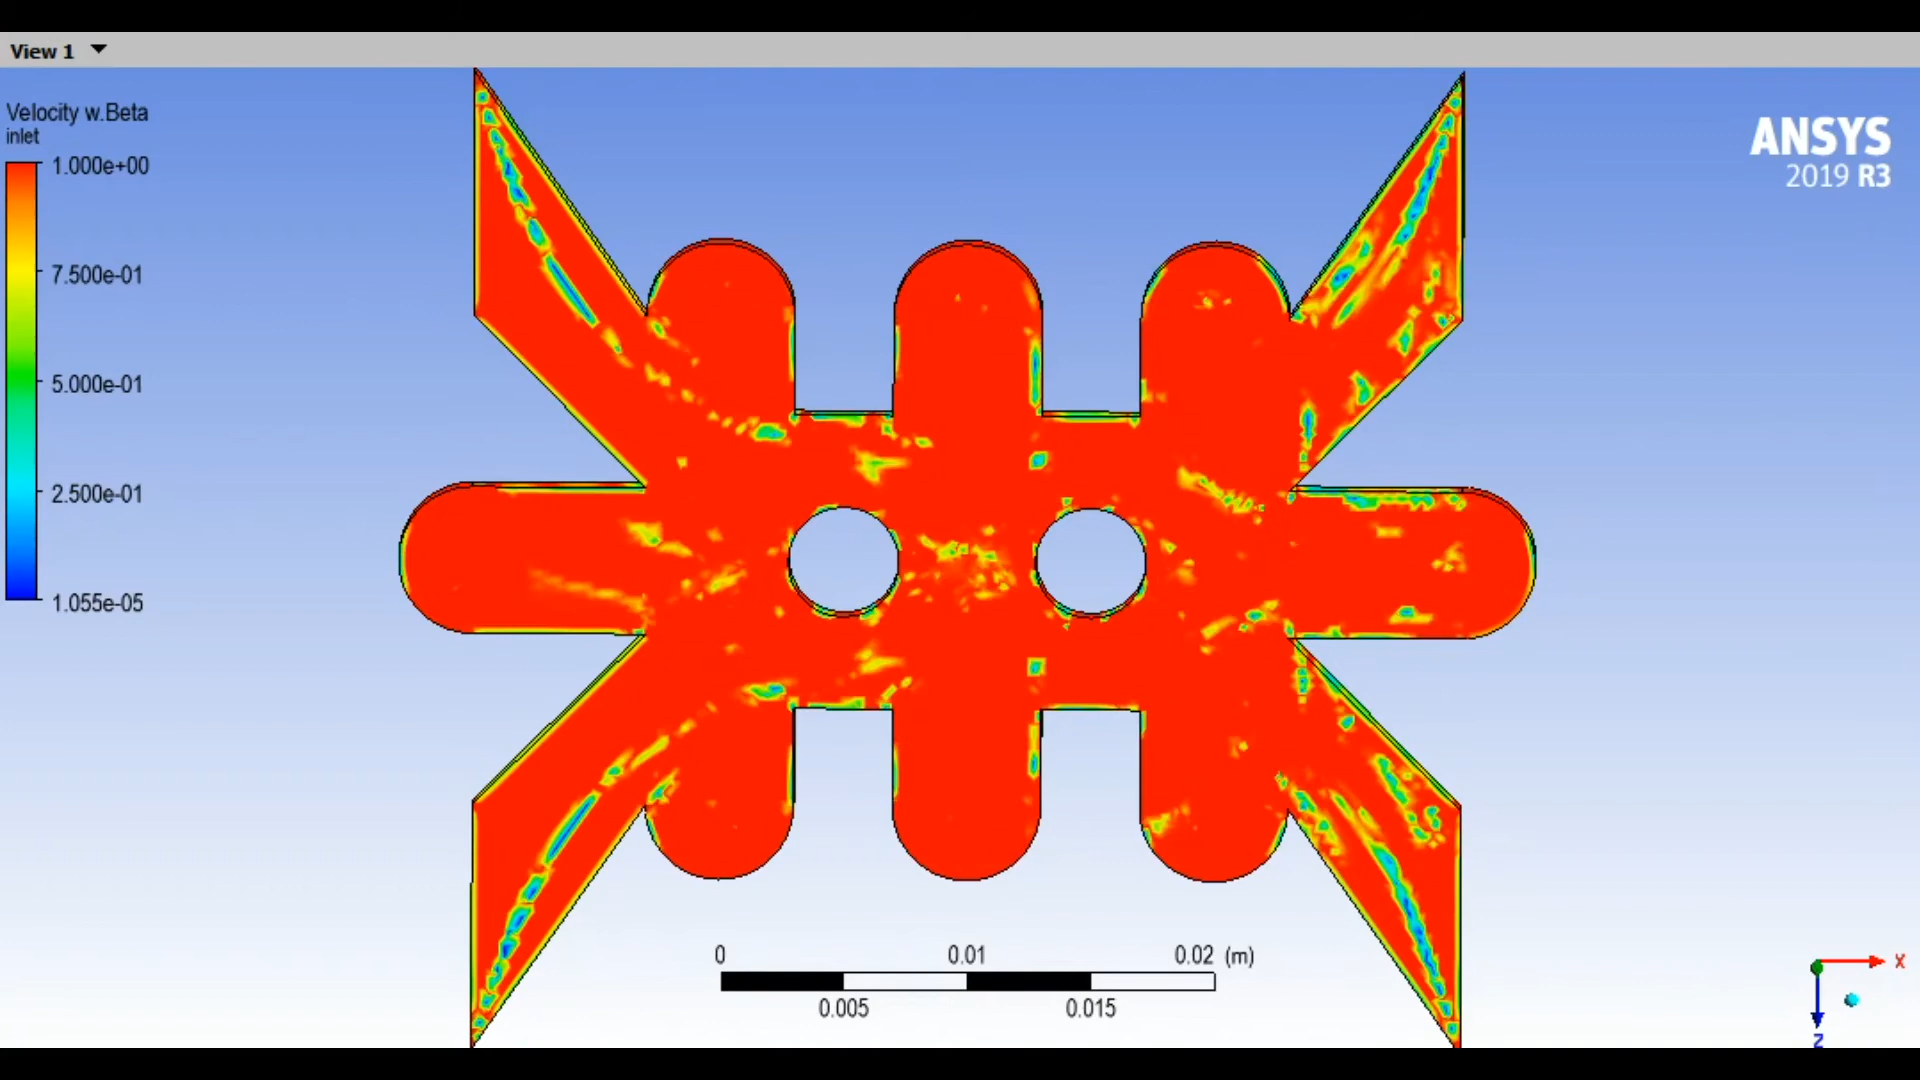 View 1
Velocity w.Beta
inlet
1.000e+00
7.500e-01
5.000e-01
2.500e-01
1.055e-05
ANSYS
2019 R3
0 0.01 0.02 (m)
0.005 0.015
X
Z